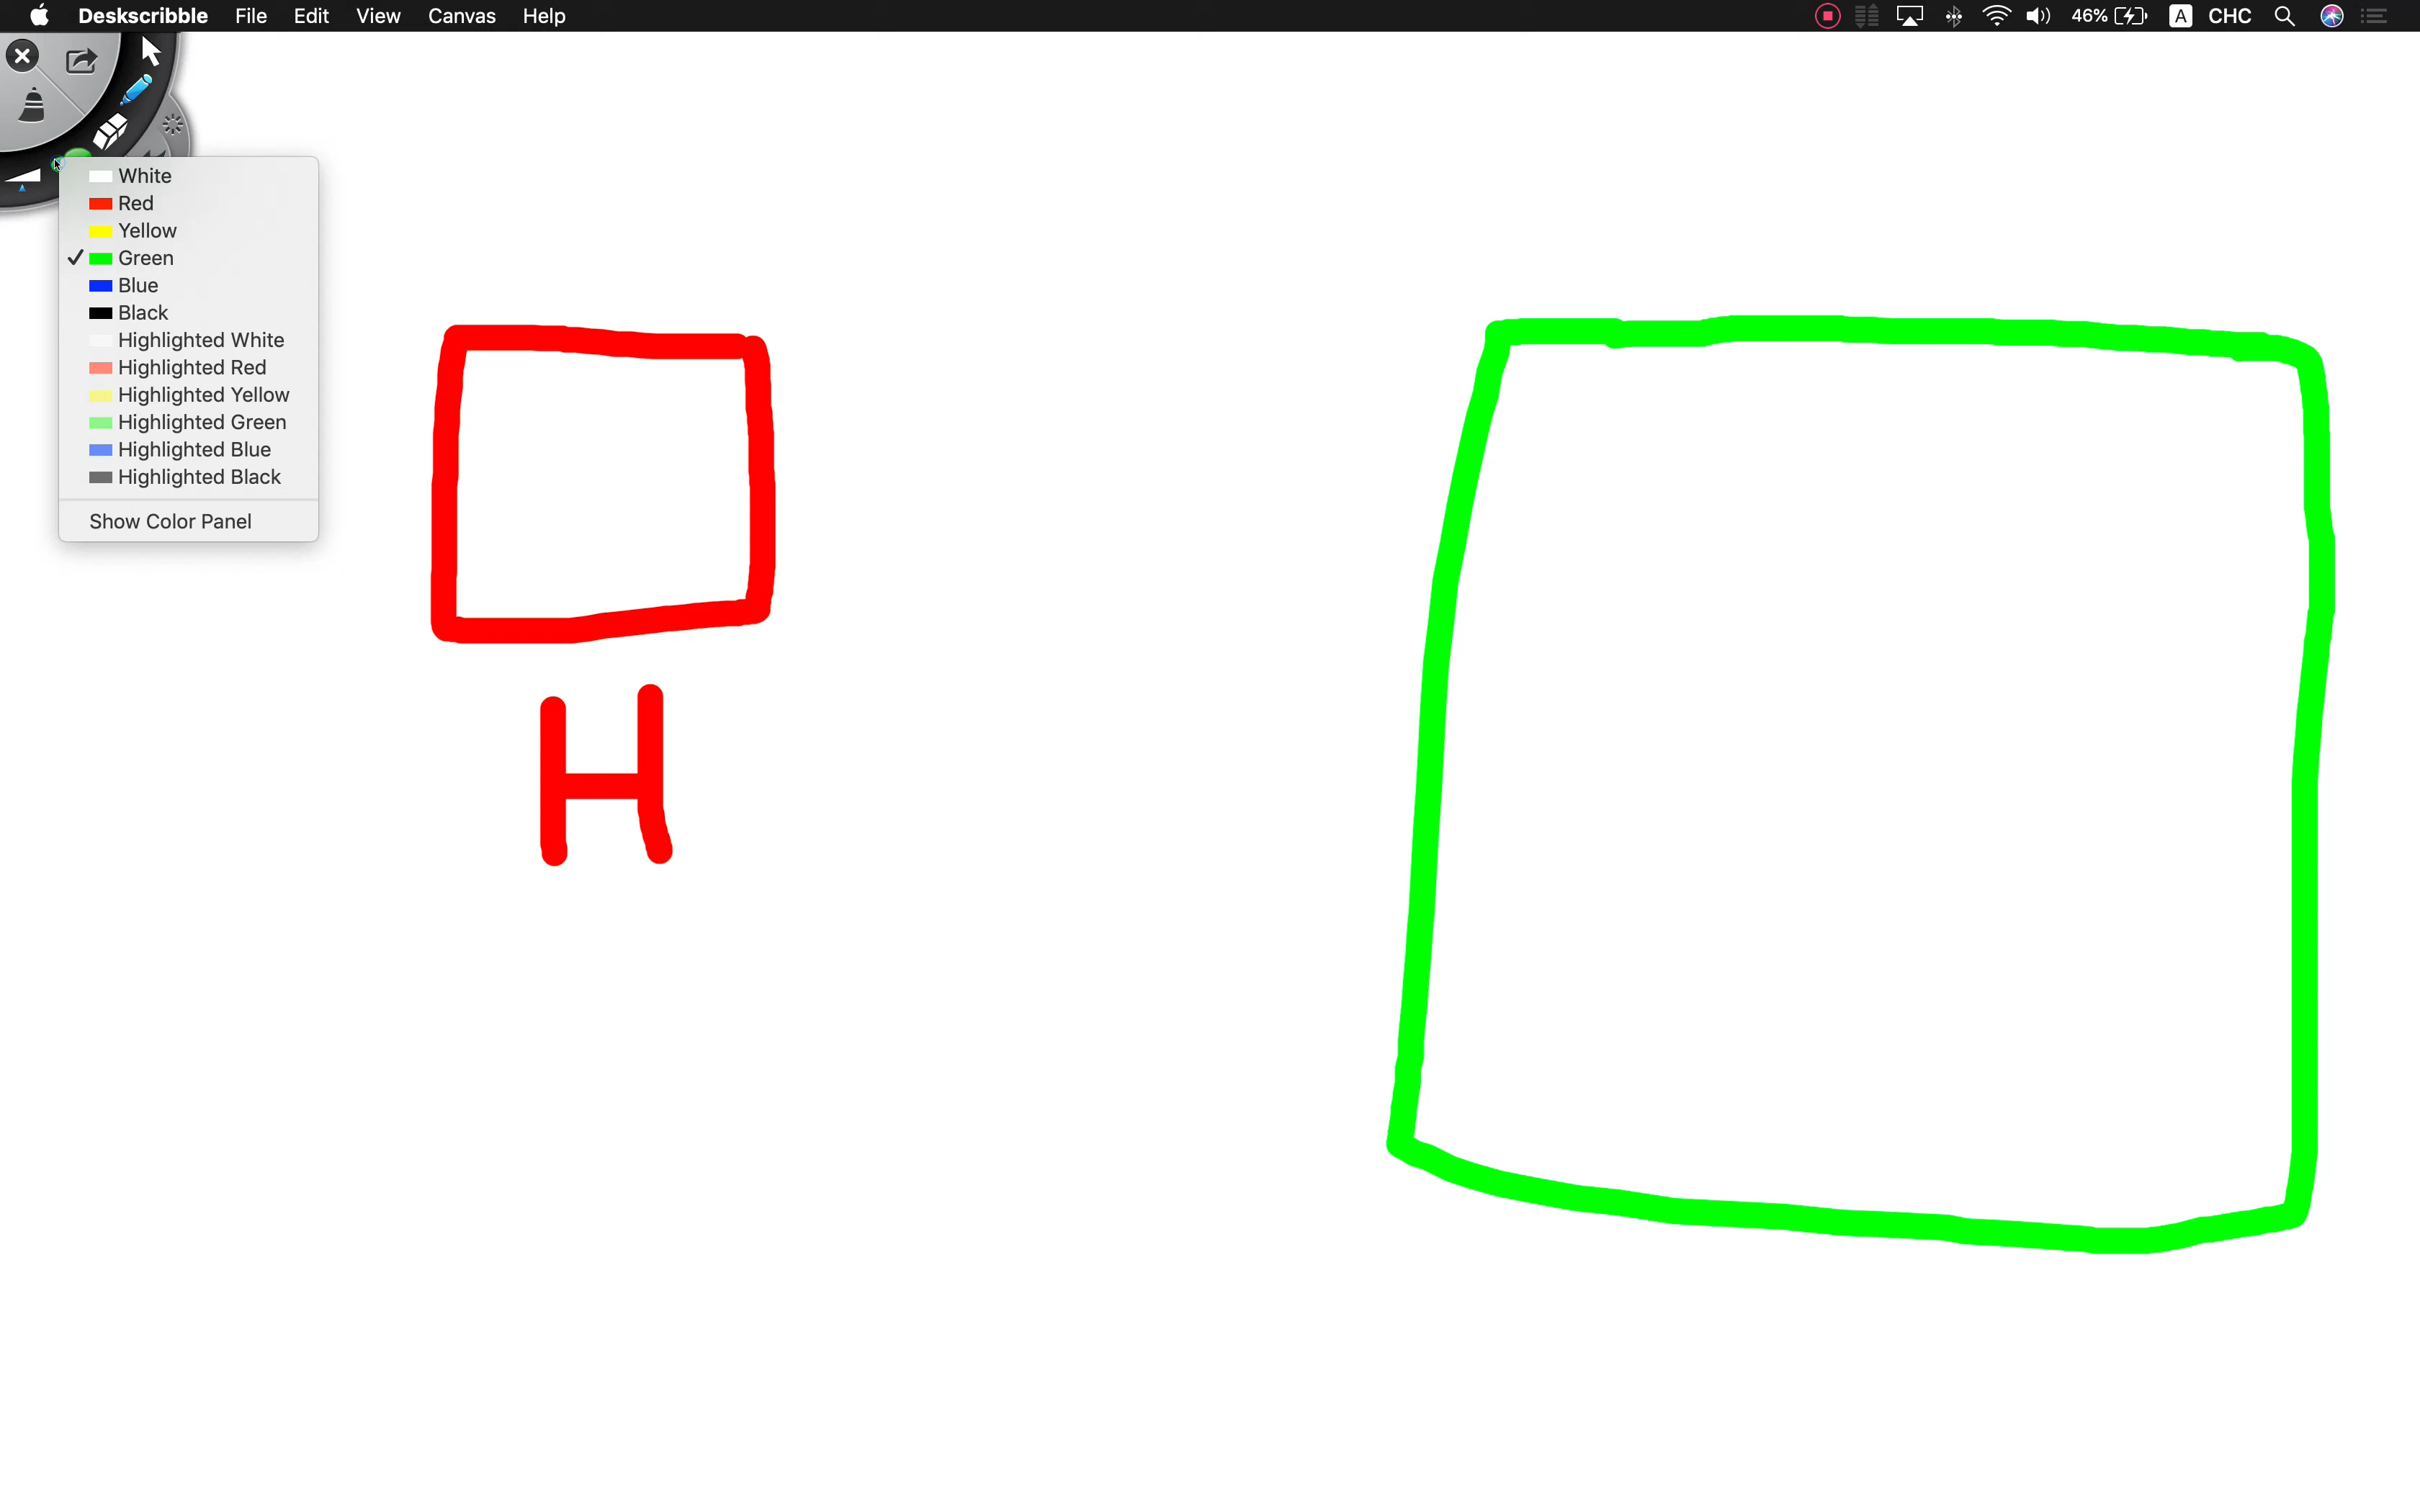 Deskscribble File Edit View Canvas Help 46% A CHC
White
Red
Yellow
Green
Blue
Black
Highlighted White
Highlighted Red
Highlighted Yellow
Highlighted Green
Highlighted Blue
Highlighted Black
Show Color Panel
H